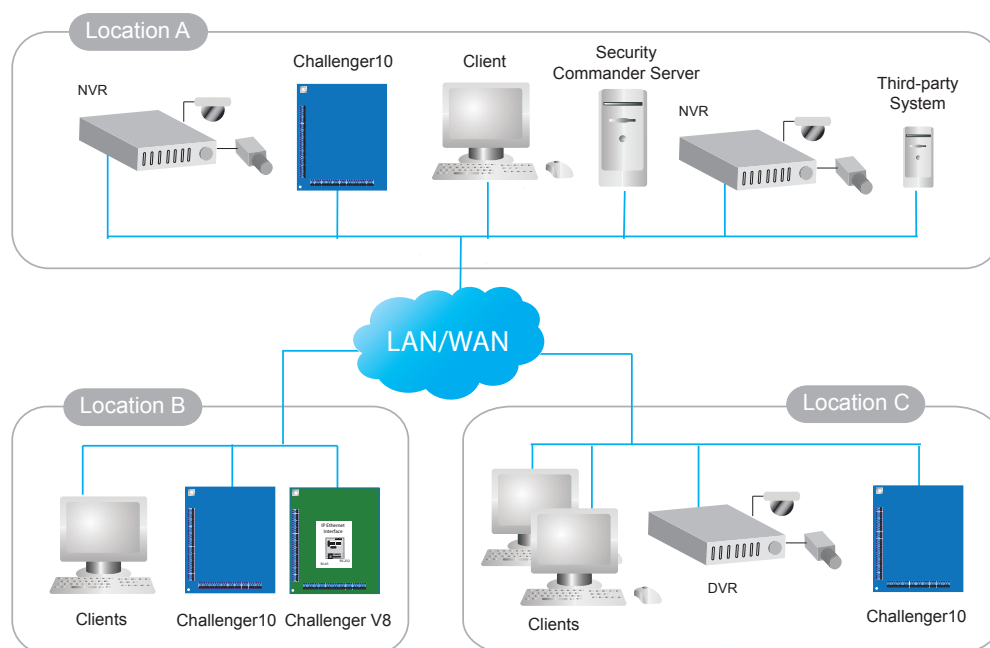 Location A
NVR
Challenger10
Client
Security
Commander Server
NVR
Third-party
System
LAN/WAN
Location B
Location C
IP Ethernet
Interface
Clients
Challenger10
Challenger V8
Clients
DVR
Challenger10